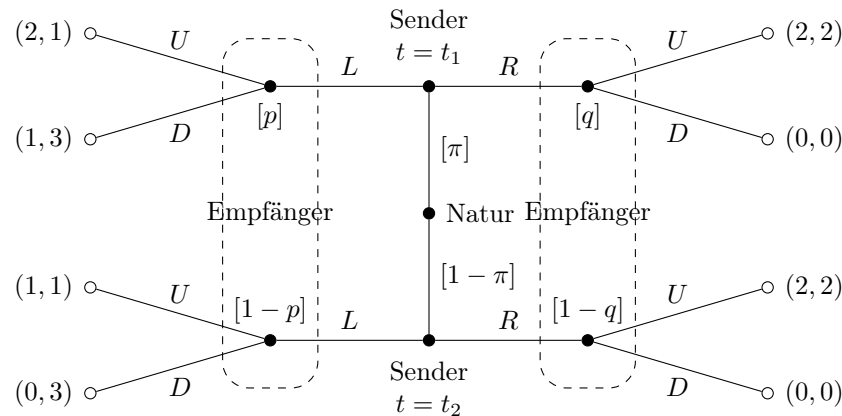 Sender
t = t₁
(2, 1)
U
L
R
U
(2, 2)
[p]
[q]
(1, 3)
D
D
(0, 0)
[π]
Empfänger
Natur
Empfänger
[1 − π]
(1, 1)
U
[1 − p]
L
R
[1 − q]
U
(2, 2)
(0, 3)
D
D
(0, 0)
Sender
t = t₂